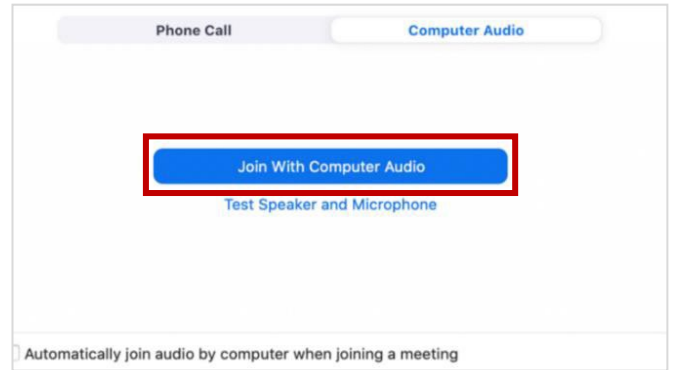 Phone Call Computer Audio
Join With Computer Audio
Test Speaker and Microphone
Automatically join audio by computer when joining a meeting